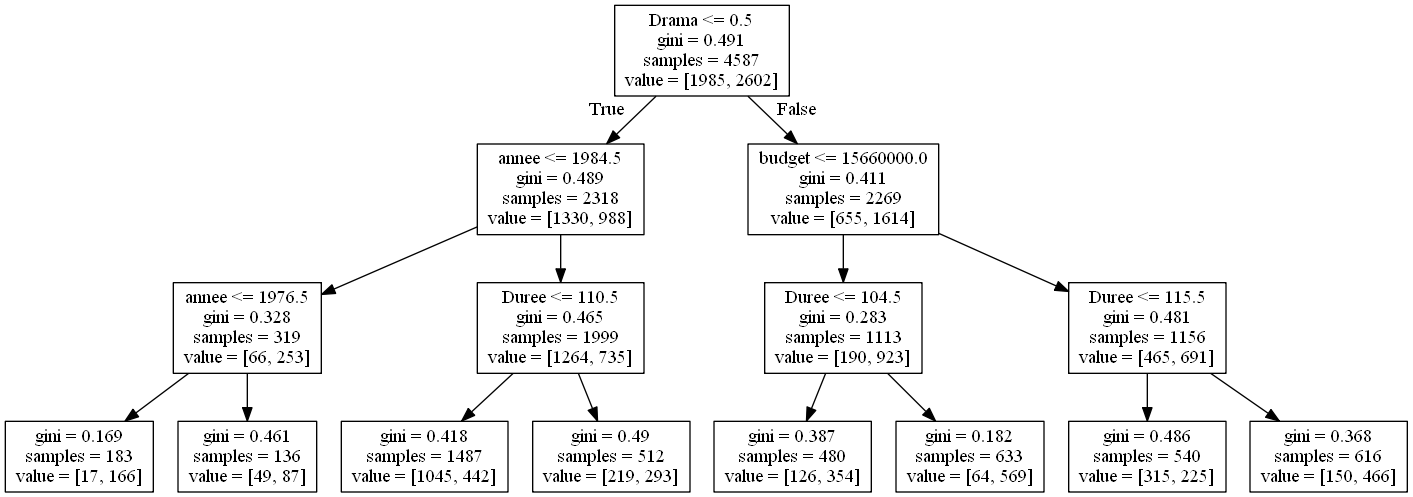 Drama <= 0.5
gini = 0.491
samples = 4587
value = [1985, 2602]
True
False
annee <= 1984.5
gini = 0.489
samples = 2318
value = [1330, 988]
budget <= 15660000.0
gini = 0.411
samples = 2269
value = [655, 1614]
annee <= 1976.5
gini = 0.328
samples = 319
value = [66, 253]
Duree <= 110.5
gini = 0.465
samples = 1999
value = [1264, 735]
Duree <= 104.5
gini = 0.283
samples = 1113
value = [190, 923]
Duree <= 115.5
gini = 0.481
samples = 1156
value = [465, 691]
gini = 0.169
samples = 183
value = [17, 166]
gini = 0.461
samples = 136
value = [49, 87]
gini = 0.418
samples = 1487
value = [1045, 442]
gini = 0.49
samples = 512
value = [219, 293]
gini = 0.387
samples = 480
value = [126, 354]
gini = 0.182
samples = 633
value = [64, 569]
gini = 0.486
samples = 540
value = [315, 225]
gini = 0.368
samples = 616
value = [150, 466]